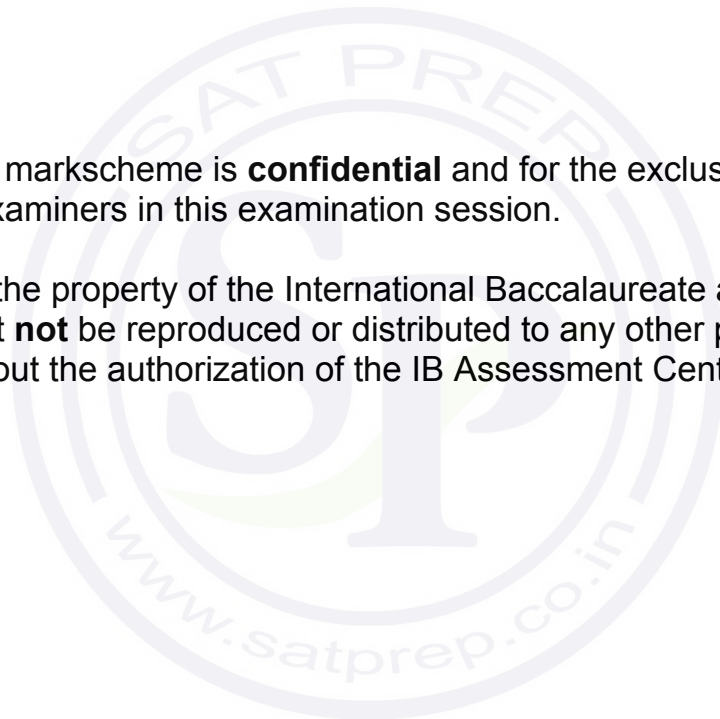 SAT PREP
markscheme is confidential and for the exclus
xaminers in this examination session.
the property of the International Baccalaureate a
t not be reproduced or distributed to any other p
out the authorization of the IB Assessment Cent
SP
www.satprep.co.in